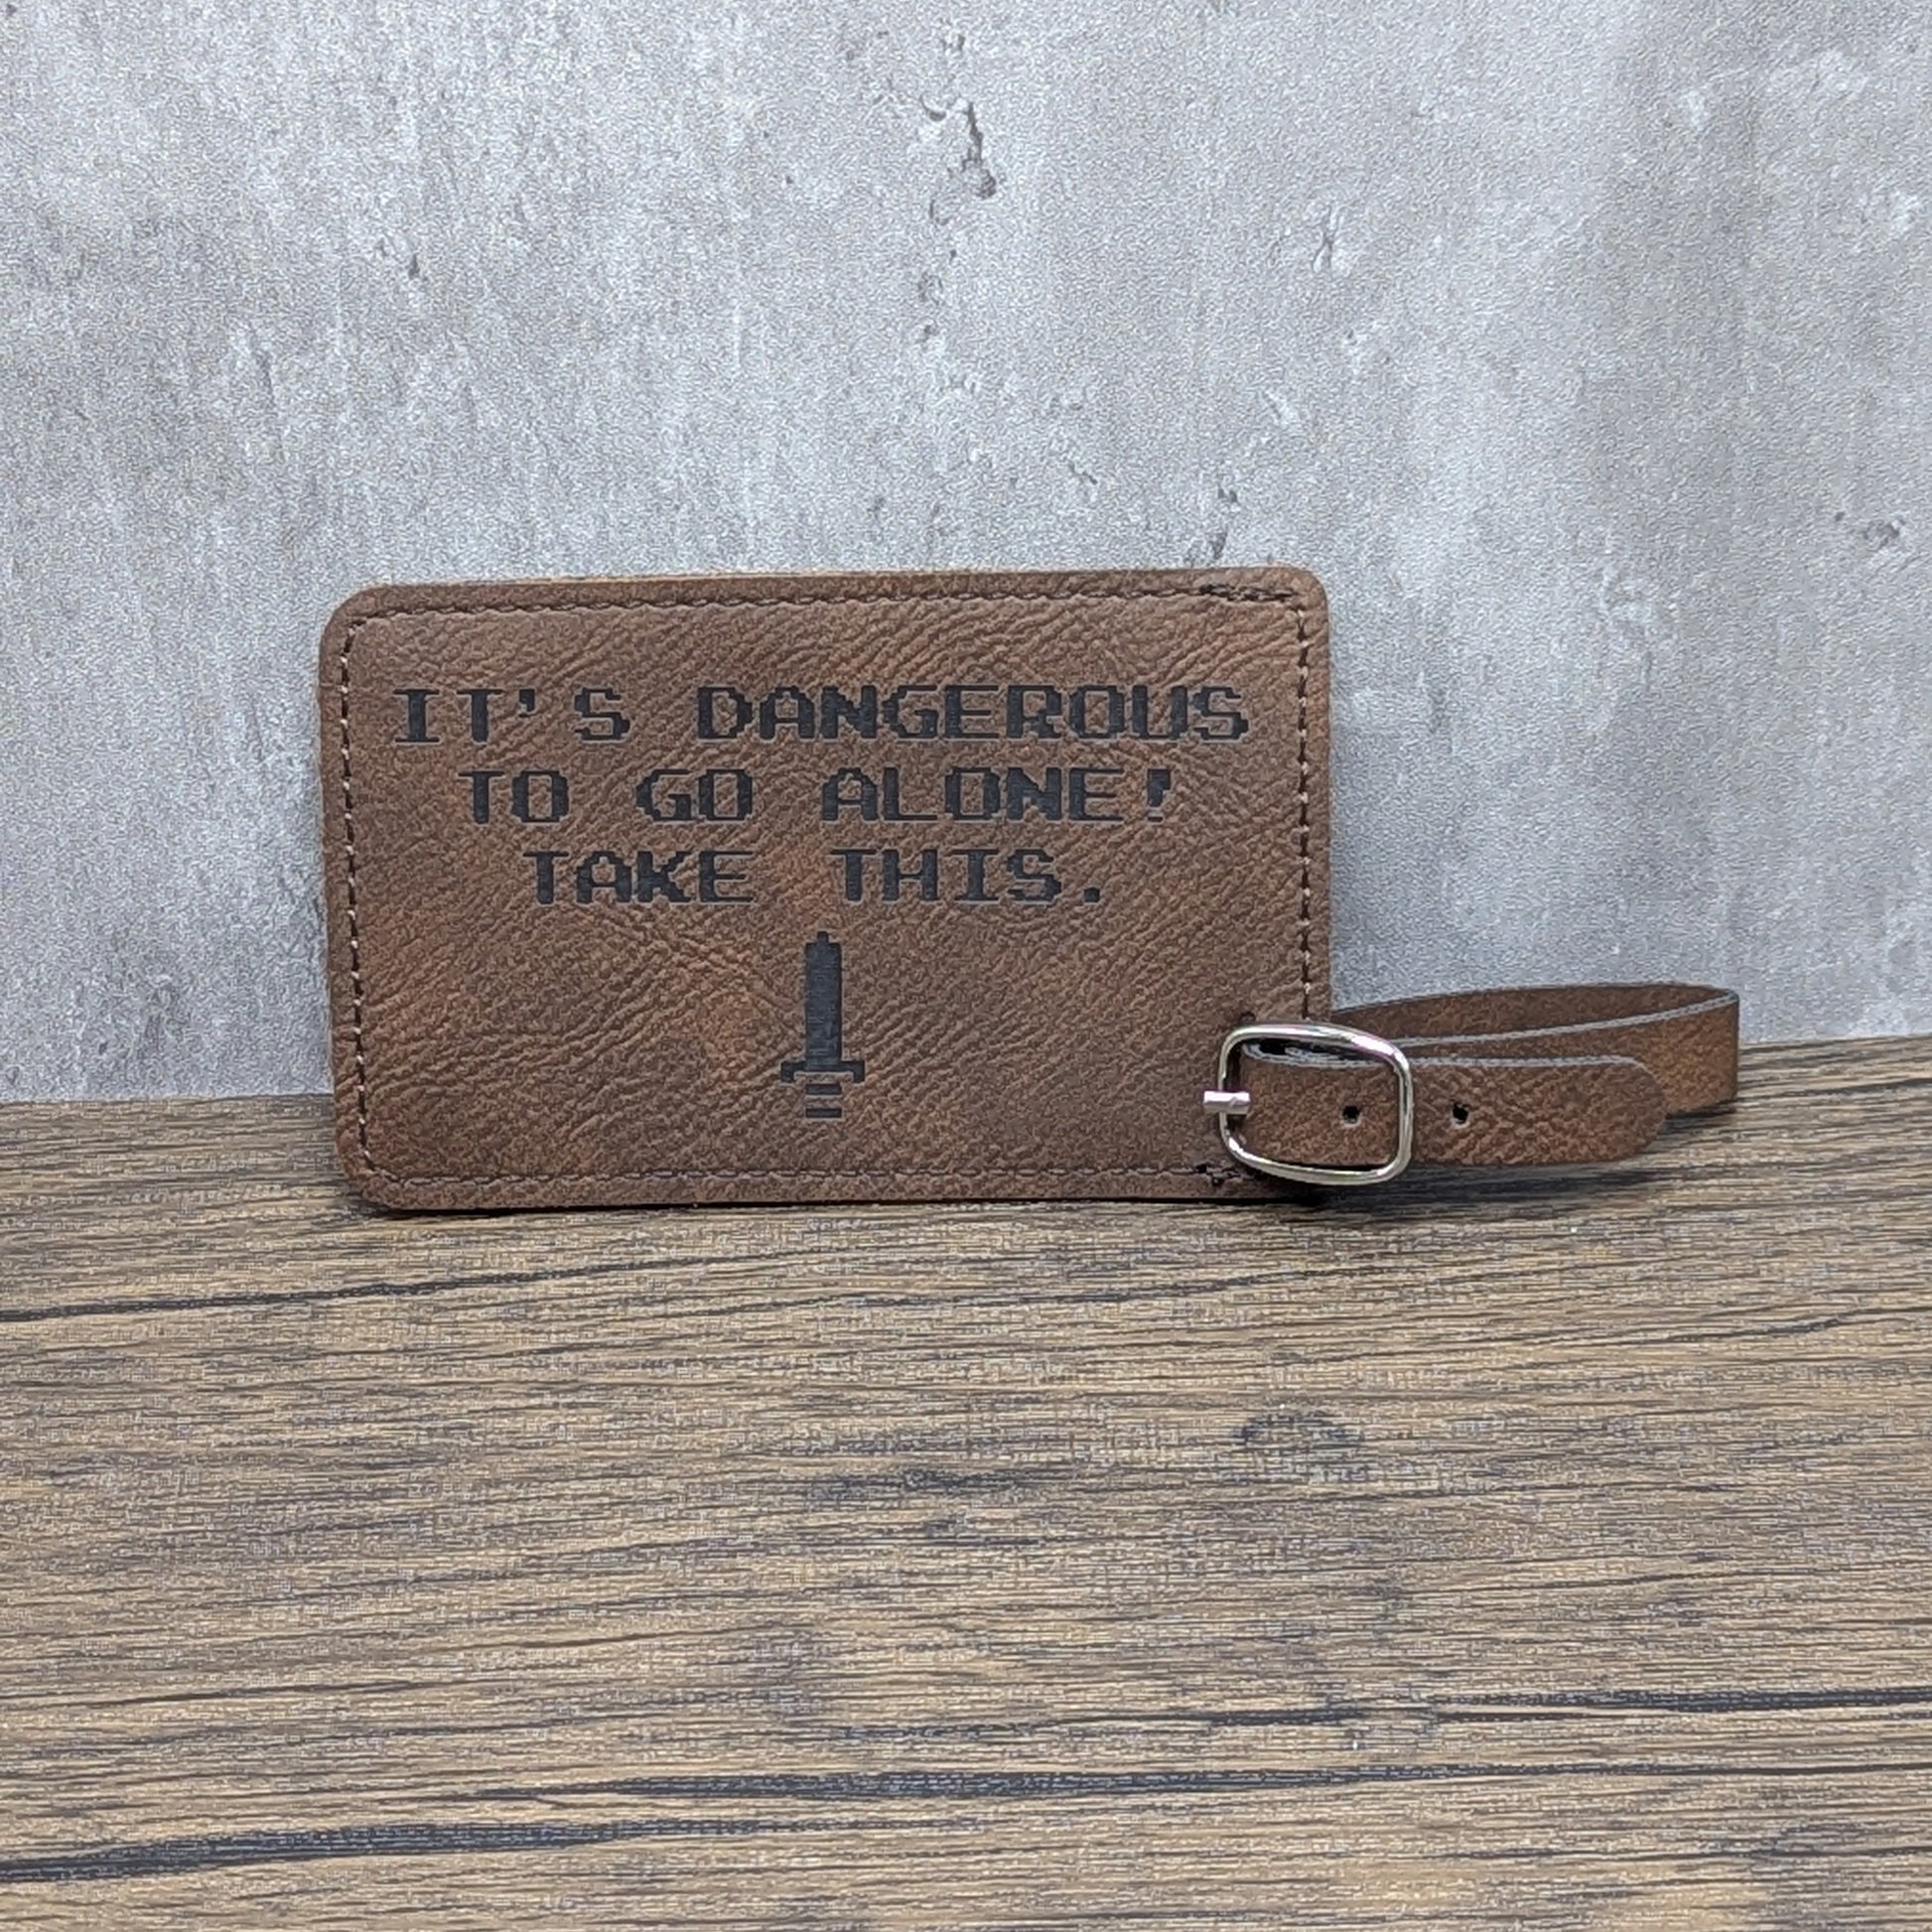 IT'S DANGEROUS
TO GO ALONE!
TAKE THIS.